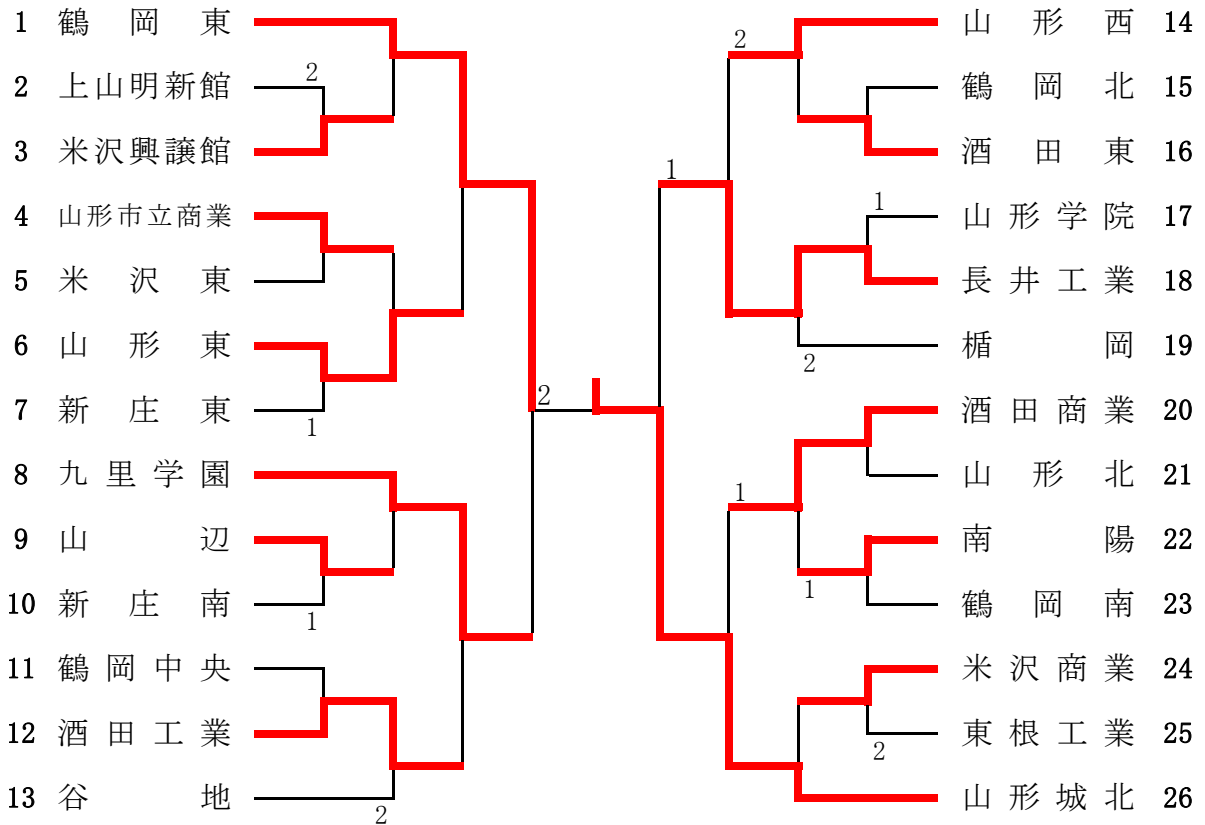 1 鶴岡東
2 上山明新館
2
3 米沢興譲館
4 山形市立商業
5 米沢東
6 山形東
7 新庄東
1
8 九里学園
9 山辺
10 新庄南
1
11 鶴岡中央
12 酒田工業
13 谷地
2
2
1
2
山形西 14
鶴岡北 15
酒田東 16
1
山形学院 17
長井工業 18
楯岡 19
2
酒田商業 20
山形北 21
1
南陽 22
1
鶴岡南 23
米沢商業 24
東根工業 25
2
山形城北 26